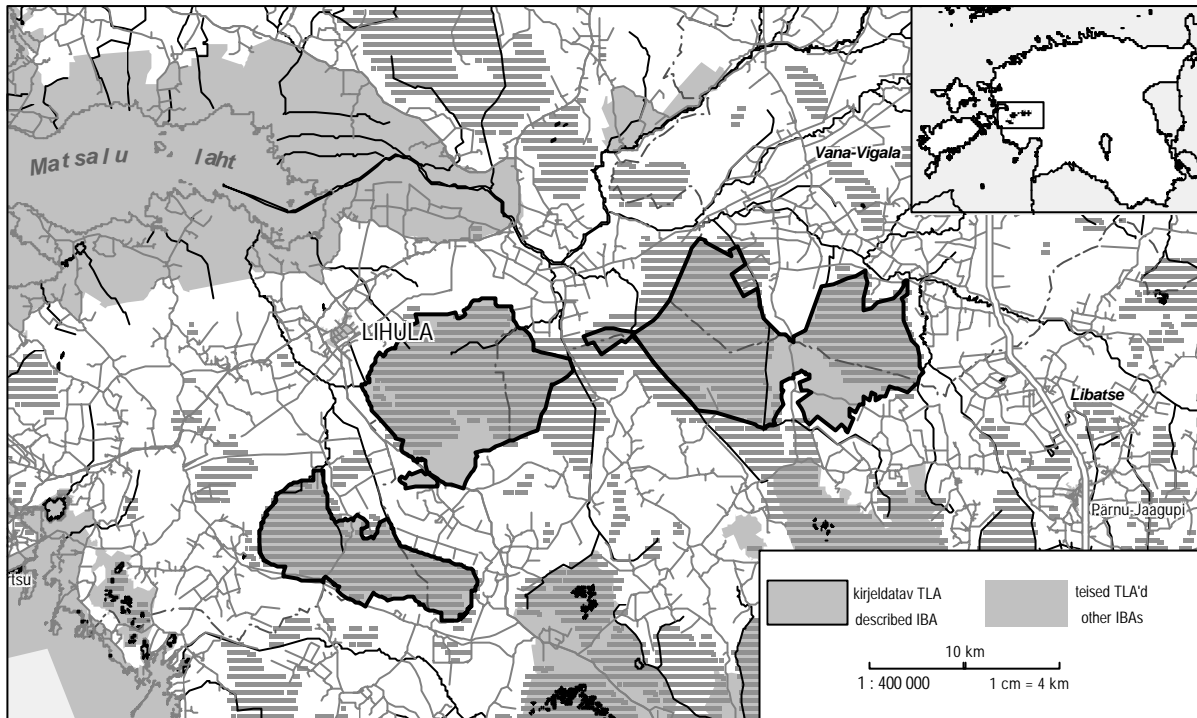 Matsalu laht
Vana-Vigala
LIHULA
Libatse
Pärnu-Jaagupi
rtsu
kirjeldatav TLA
described IBA
teised TLA'd
other IBAs
10 km
1 : 400 000
1 cm = 4 km